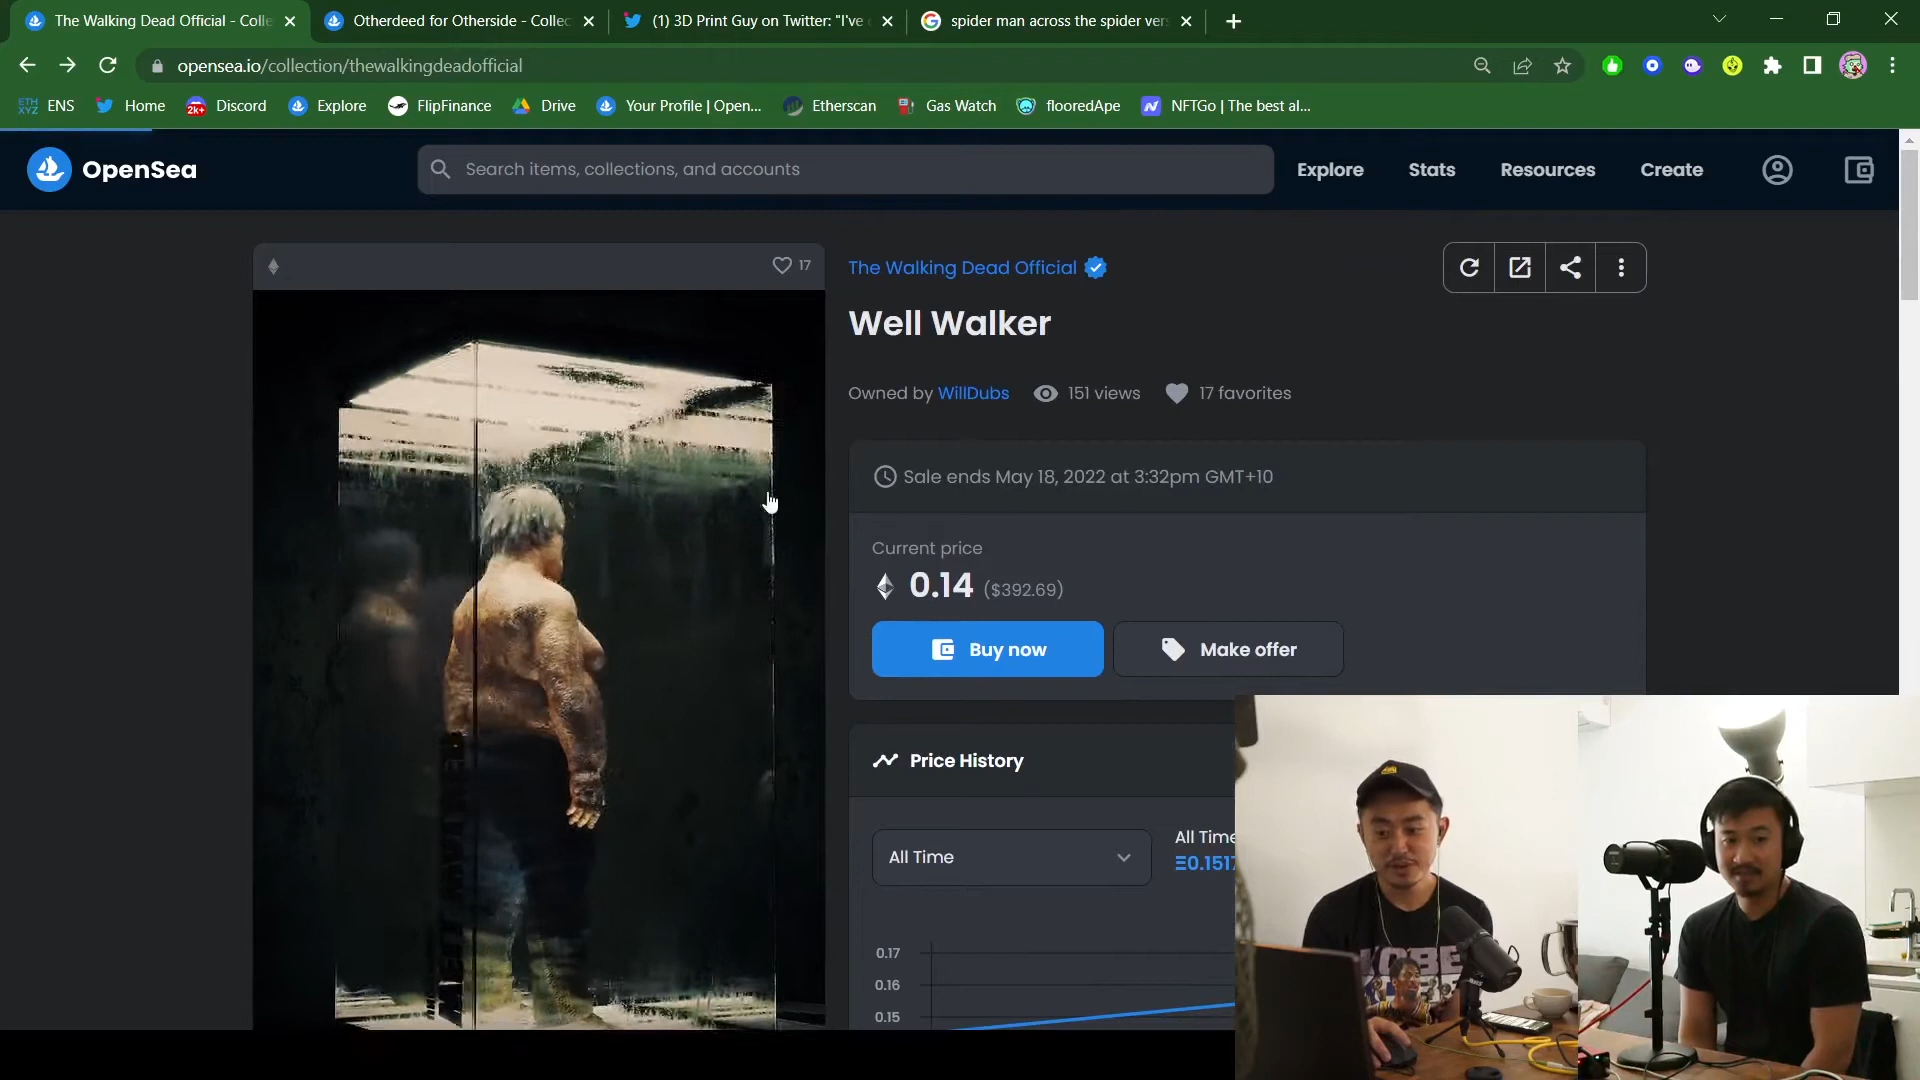 The Walking Dead Official - Colle
Otherdeed for Otherside - Collec
(1) 3D Print Guy on Twitter: "I've
spider man across the spider ver
opensea.io/collection/thewalkingdeadofficial
ETH XYZ
ENS
Home
2K+
Discord
Explore
FlipFinance
Drive
Your Profile | Open...
Etherscan
Gas Watch
flooredApe
NFTGo | The best al...
OpenSea
Search items, collections, and accounts
Explore
Stats
Resources
Create
17
The Walking Dead Official
Well Walker
Owned by WillDubs
151 views
17 favorites
Sale ends May 18, 2022 at 3:32pm GMT+10
Current price
0.14 ($392.69)
Buy now
Make offer
Price History
All Time
All Time
Ξ0.1517
0.17
0.16
0.15
KOBE